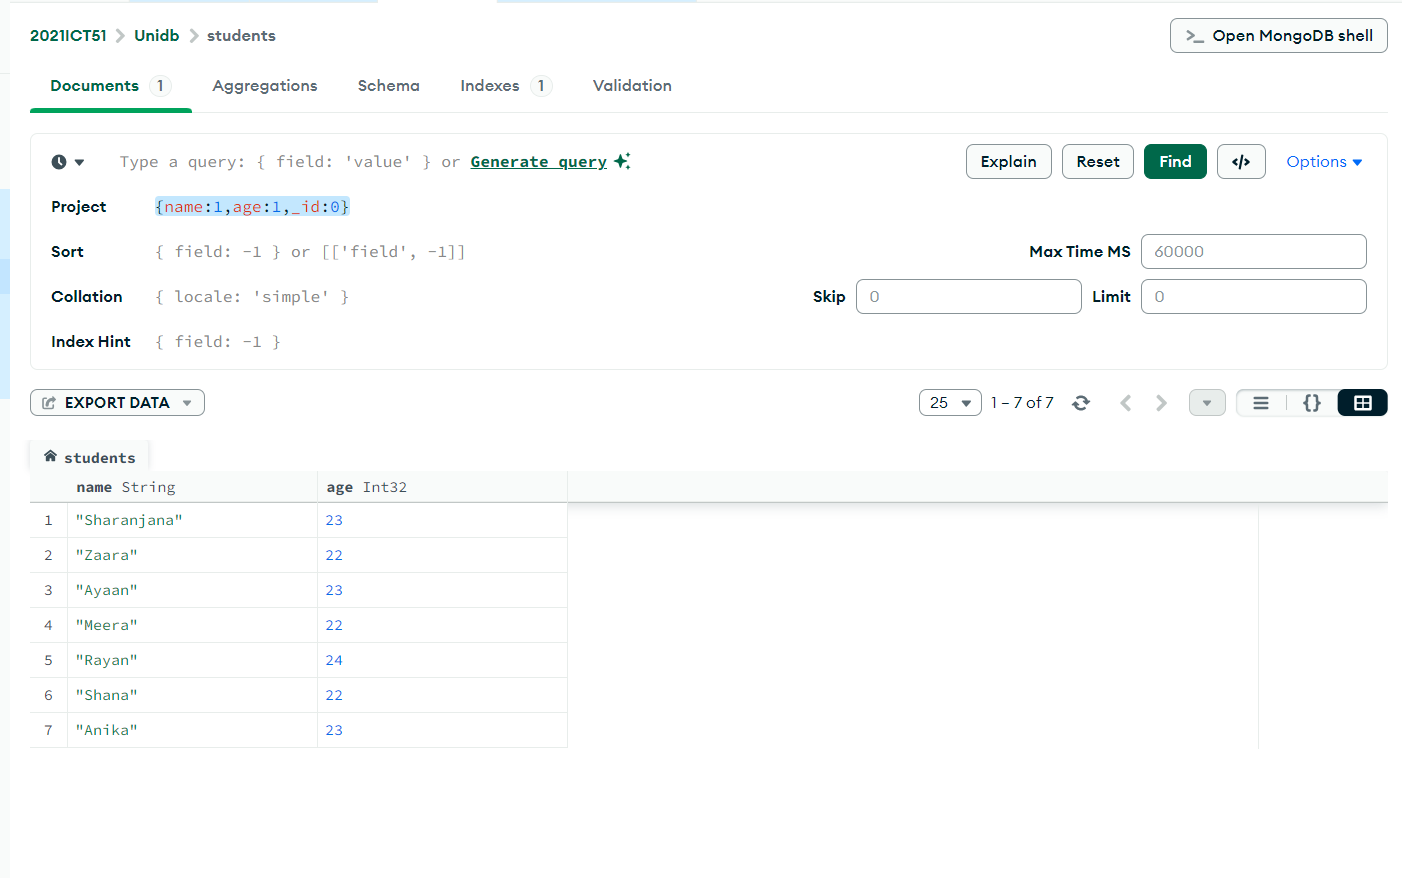 2021ICT51 Unidb students
>_ Open MongoDB shell
Documents 1 Aggregations Schema Indexes 1 Validation
Type a query: { field: 'value' } or Generate query Explain Reset Find </> Options
Project {name:1,age:1,_id:0}
Sort { field: -1 } or [['field', -1]] Max Time MS 60000
Collation { locale: 'simple' } Skip 0 Limit 0
Index Hint { field: -1 }
EXPORT DATA 25 1 – 7 of 7 {}
students
name String age Int32
1 "Sharanjana" 23
2 "Zaara" 22
3 "Ayaan" 23
4 "Meera" 22
5 "Rayan" 24
6 "Shana" 22
7 "Anika" 23